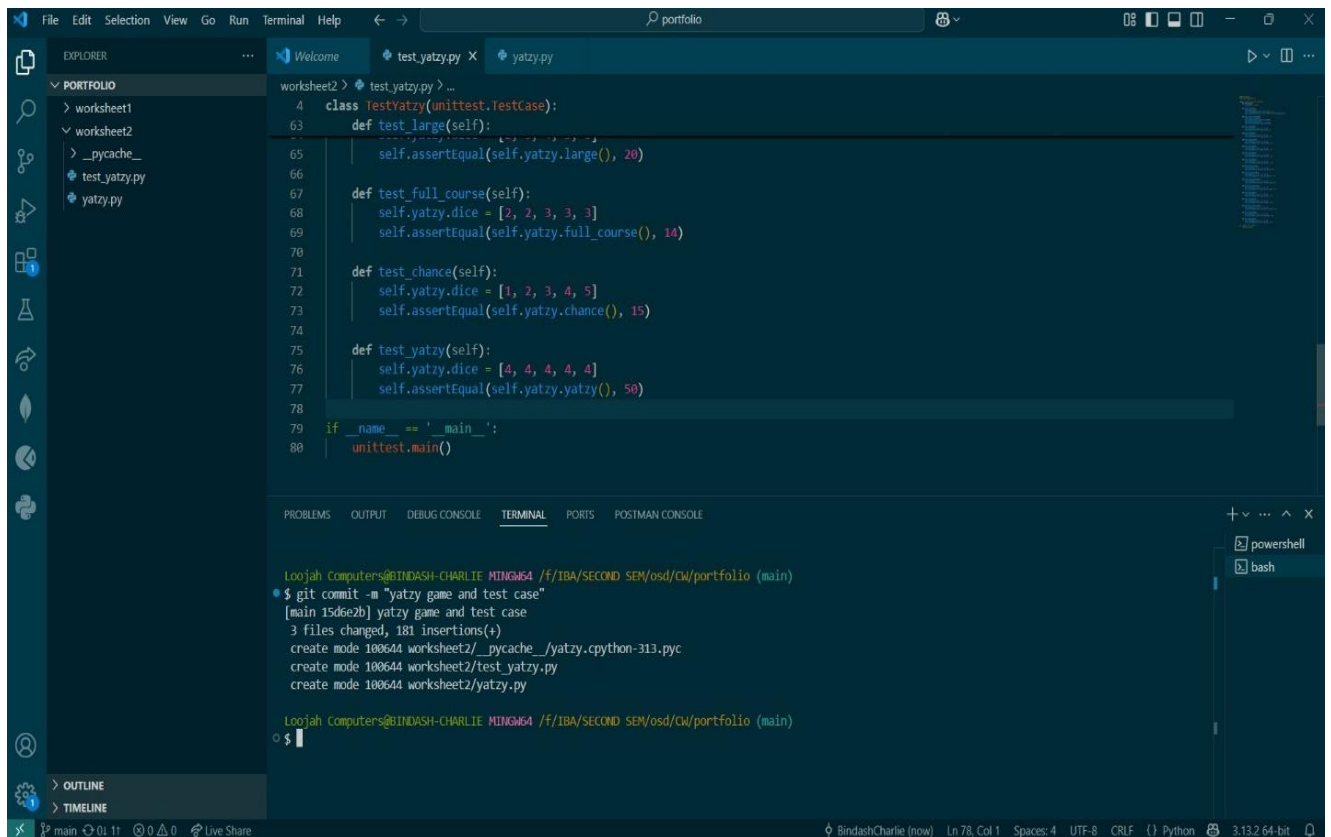 File Edit Selection View Go Run Terminal Help
portfolio
EXPLORER
Welcome
test_yatzy.py
yatzy.py
PORTFOLIO
worksheet1
worksheet2
__pycache__
test_yatzy.py
yatzy.py
worksheet2 > test_yatzy.py > ...
4 class TestYatzy(unittest.TestCase):
63 def test_large(self):
65 self.assertEqual(self.yatzy.large(), 20)
66
67 def test_full_course(self):
68 self.yatzy.dice = [2, 2, 3, 3, 3]
69 self.assertEqual(self.yatzy.full_course(), 14)
70
71 def test_chance(self):
72 self.yatzy.dice = [1, 2, 3, 4, 5]
73 self.assertEqual(self.yatzy.chance(), 15)
74
75 def test_yatzy(self):
76 self.yatzy.dice = [4, 4, 4, 4, 4]
77 self.assertEqual(self.yatzy.yatzy(), 50)
78
79 if __name__ == '__main__':
80 unittest.main()
PROBLEMS OUTPUT DEBUG CONSOLE TERMINAL PORTS POSTMAN CONSOLE
powershell
bash
Loojah Computers@BINDASH-CHARLIE MINGW64 /f/IBA/SECOND SEM/osd/CW/portfolio (main)
$ git commit -m "yatzy game and test case"
[main 15d6e2b] yatzy game and test case
3 files changed, 181 insertions(+)
create mode 100644 worksheet2/__pycache__/yatzy.cpython-313.pyc
create mode 100644 worksheet2/test_yatzy.py
create mode 100644 worksheet2/yatzy.py
Loojah Computers@BINDASH-CHARLIE MINGW64 /f/IBA/SECOND SEM/osd/CW/portfolio (main)
$
OUTLINE
TIMELINE
main 0↓ 1↑ 0 0 0 Live Share
BindashCharlie (now) Ln 78, Col 1 Spaces: 4 UTF-8 CRLF {} Python 3.13.2 64-bit